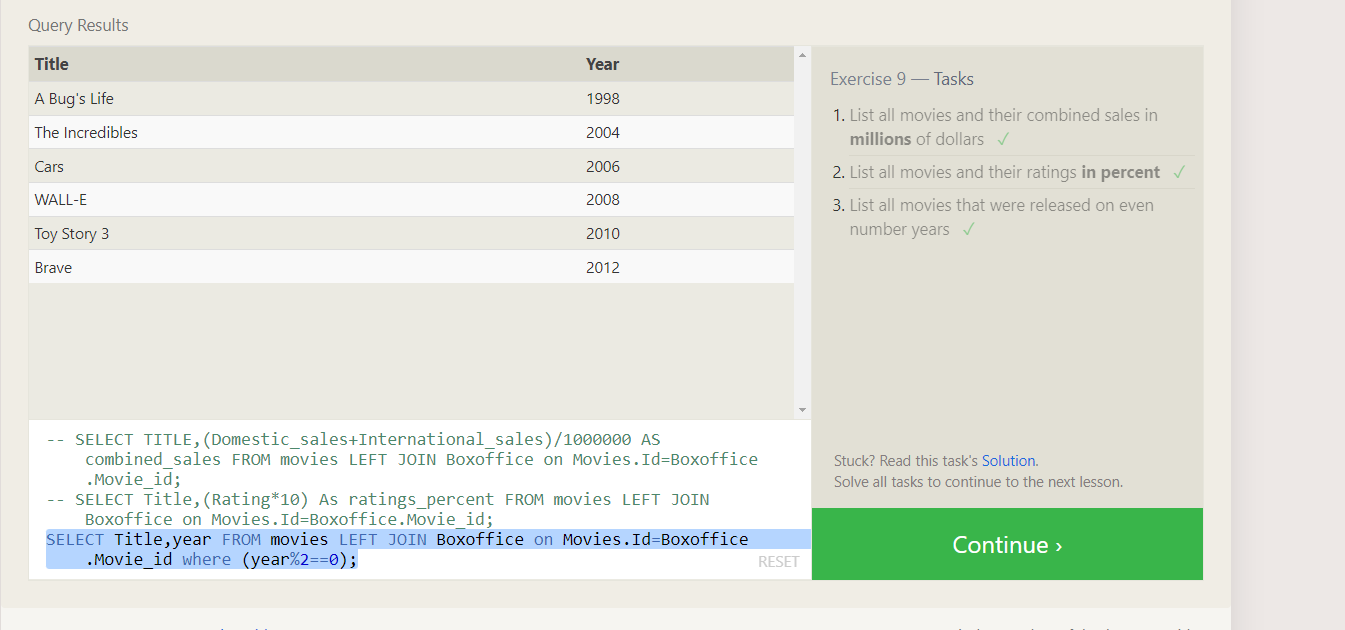 Query Results
Title Year
A Bug's Life 1998
The Incredibles 2004
Cars 2006
WALL-E 2008
Toy Story 3 2010
Brave 2012
-- SELECT TITLE,(Domestic_sales+International_sales)/1000000 AS
combined_sales FROM movies LEFT JOIN Boxoffice on Movies.Id=Boxoffice
.Movie_id;
-- SELECT Title,(Rating*10) As ratings_percent FROM movies LEFT JOIN
Boxoffice on Movies.Id=Boxoffice.Movie_id;
SELECT Title,year FROM movies LEFT JOIN Boxoffice on Movies.Id=Boxoffice
.Movie_id where (year%2==0);
RESET
Exercise 9 — Tasks
1. List all movies and their combined sales in
millions of dollars ✓
2. List all movies and their ratings in percent ✓
3. List all movies that were released on even
number years ✓
Stuck? Read this task's Solution.
Solve all tasks to continue to the next lesson.
Continue ›